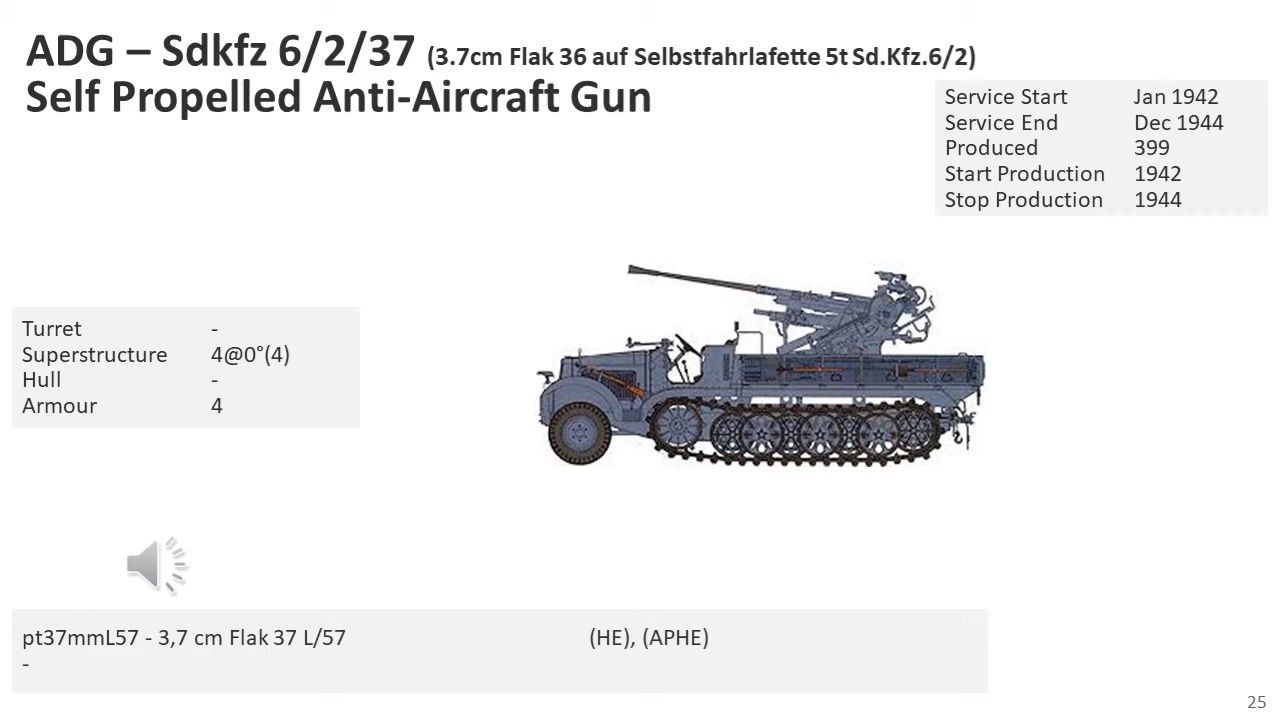 ADG – Sdkfz 6/2/37 (3.7cm Flak 36 auf Selbstfahrlafette 5t Sd.Kfz.6/2)
Self Propelled Anti-Aircraft Gun
Service Start Jan 1942
Service End Dec 1944
Produced 399
Start Production 1942
Stop Production 1944
Turret -
Superstructure 4@0°(4)
Hull -
Armour 4
pt37mmL57 - 3,7 cm Flak 37 L/57 (HE), (APHE)
-
25